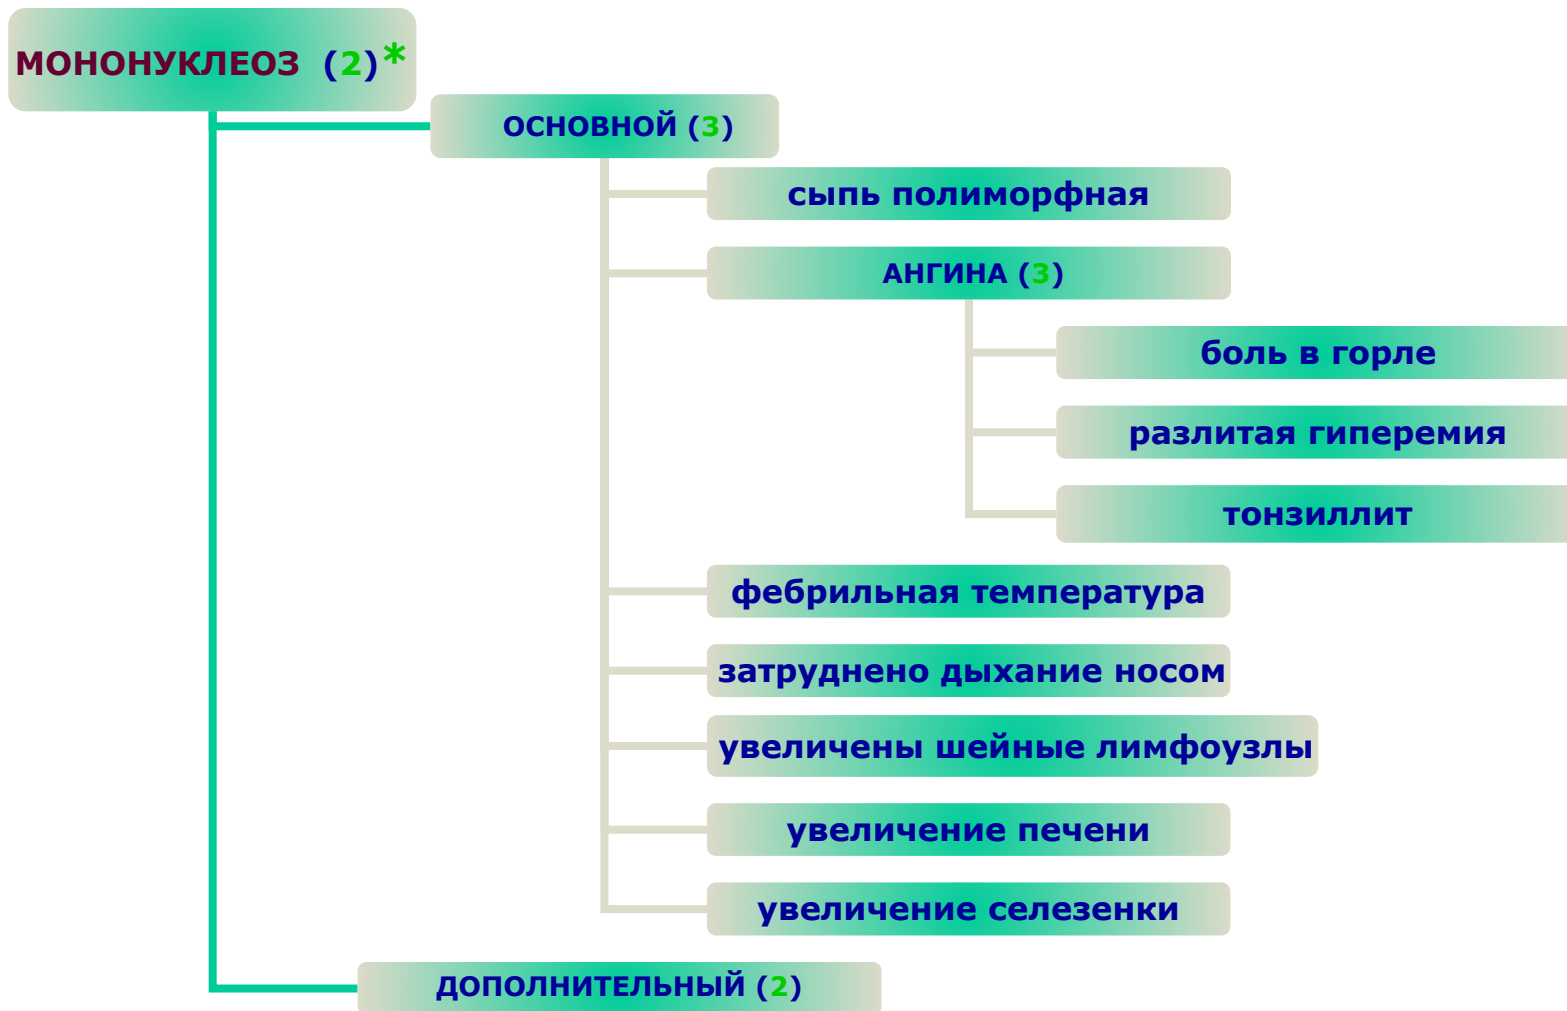 МОНОНУКЛЕОЗ (2)*
ОСНОВНОЙ (3)
сыпь полиморфная
АНГИНА (3)
боль в горле
разлитая гиперемия
тонзиллит
фебрильная температура
затруднено дыхание носом
увеличены шейные лимфоузлы
увеличение печени
увеличение селезенки
ДОПОЛНИТЕЛЬНЫЙ (2)